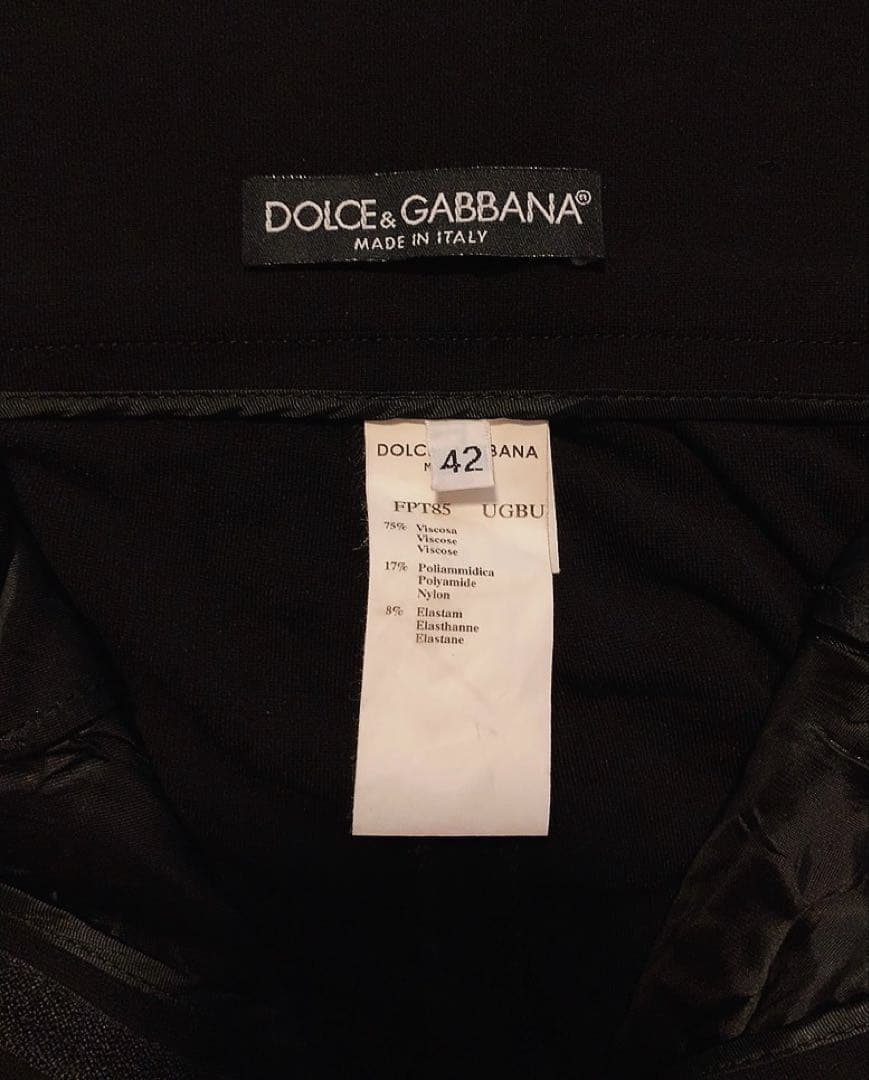 DOLCE & GABBANA®
MADE IN ITALY
42
DOLC BANA
M
FPT85 UGBU
75% Viscosa
Viscose
Viscose
17% Poliammidica
Polyamide
Nylon
8% Elastam
Elasthanne
Elastane